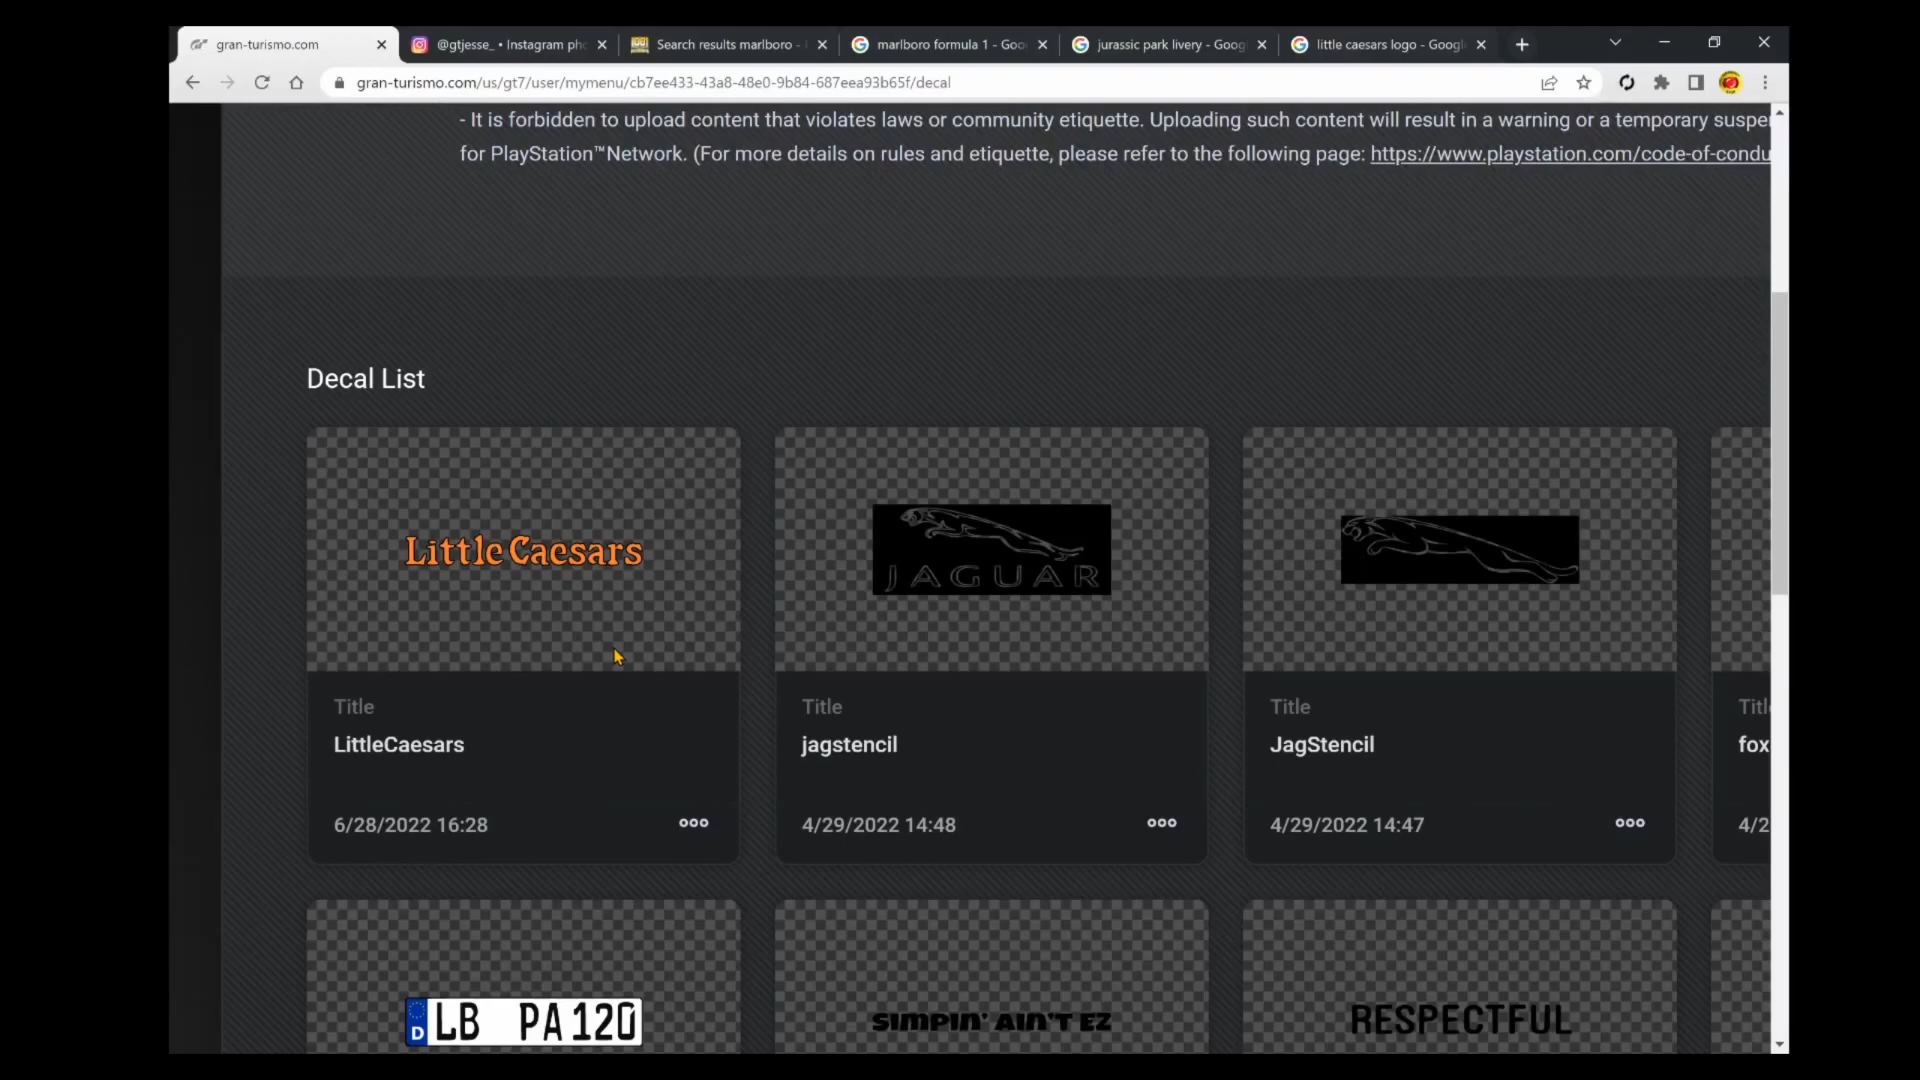 gran-turismo.com
@gtjesse_ • Instagram ph
Search results marlboro -
marlboro formula 1 - Goo
jurassic park livery - Goog
little caesars logo - Googl
gran-turismo.com/us/gt7/user/mymenu/cb7ee433-43a8-48e0-9b84-687eea93b65f/decal
- It is forbidden to upload content that violates laws or community etiquette. Uploading such content will result in a warning or a temporary suspe
for PlayStation™Network. (For more details on rules and etiquette, please refer to the following page: https://www.playstation.com/code-of-condu
Decal List
Little Caesars
JAGUAR
Title
Title
Title
Titl
LittleCaesars
jagstencil
JagStencil
fox
6/28/2022 16:28
4/29/2022 14:48
4/29/2022 14:47
4/2
D LB PA 120
SIMPIN' AIN'T EZ
RESPECTFUL